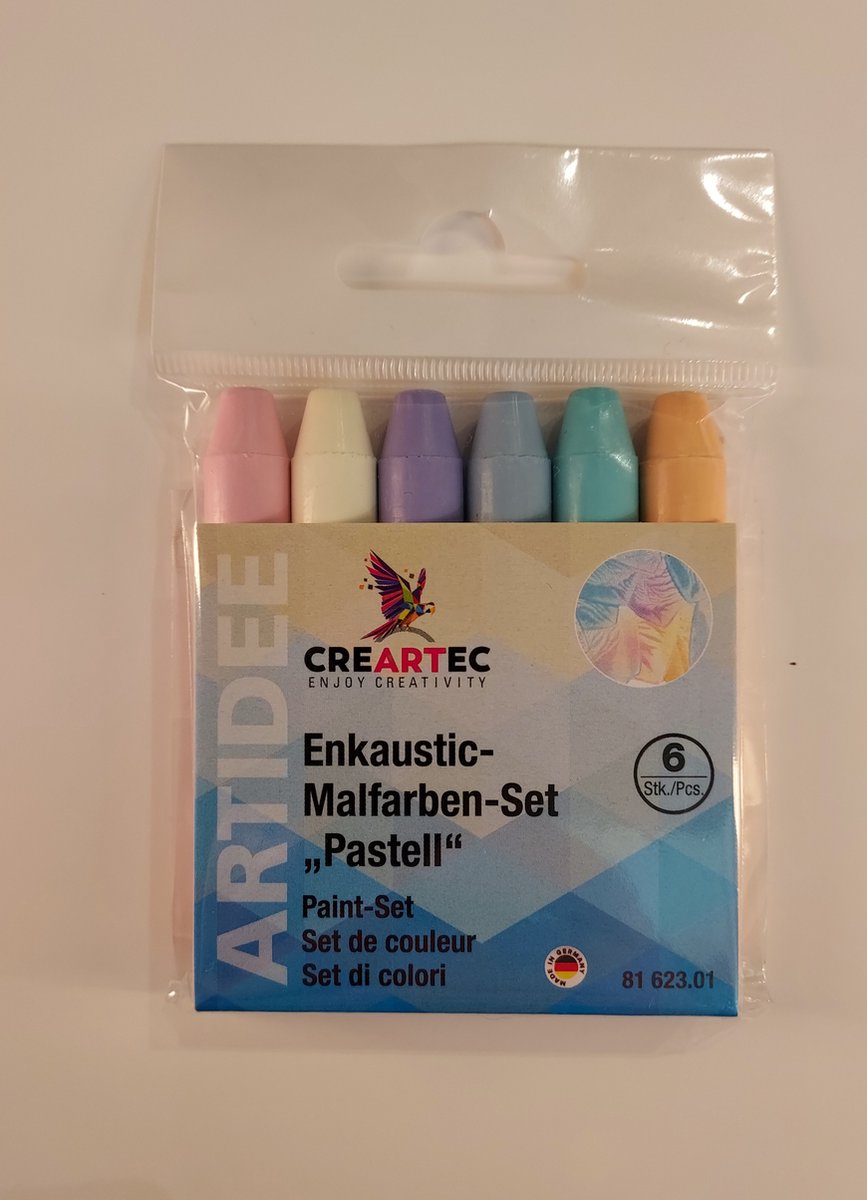 ARTIDEE
CREARTEC
ENJOY CREATIVITY
Enkaustic-
Malfarben-Set
„Pastell“
6
Stk./Pcs.
Paint-Set
Set de couleur
Set di colori
MADE IN GERMANY
81 623.01